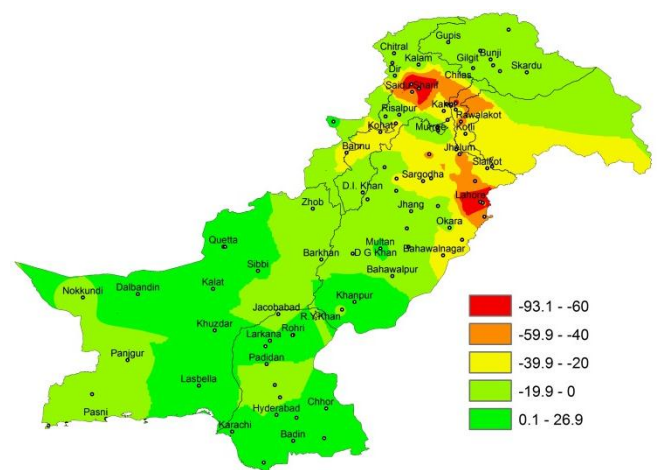 Gupis
Chitral
Kalam
Gilgit
Bunji
Dir
Chilas
Skardu
Saidu Sharif
Kakul
Risalpur
Rawalakot
Kohat
Murree
Kotli
Bannu
Jhelum
Sialkot
Sargodha
D.I. Khan
Lahore
Zhob
Jhang
Okara
Quetta
Multan
Barkhan
D G Khan
Bahawalnagar
Sibbi
Bahawalpur
Nokkundi
Dalbandin
Kalat
Khanpur
-93.1 - -60
Jacobabad
R.Y.Khan
Khuzdar
Rohri
-59.9 - -40
Larkana
Panjgur
Padidan
-39.9 - -20
Lasbella
-19.9 - 0
Pasni
Hyderabad
Chhor
0.1 - 26.9
Karachi
Badin